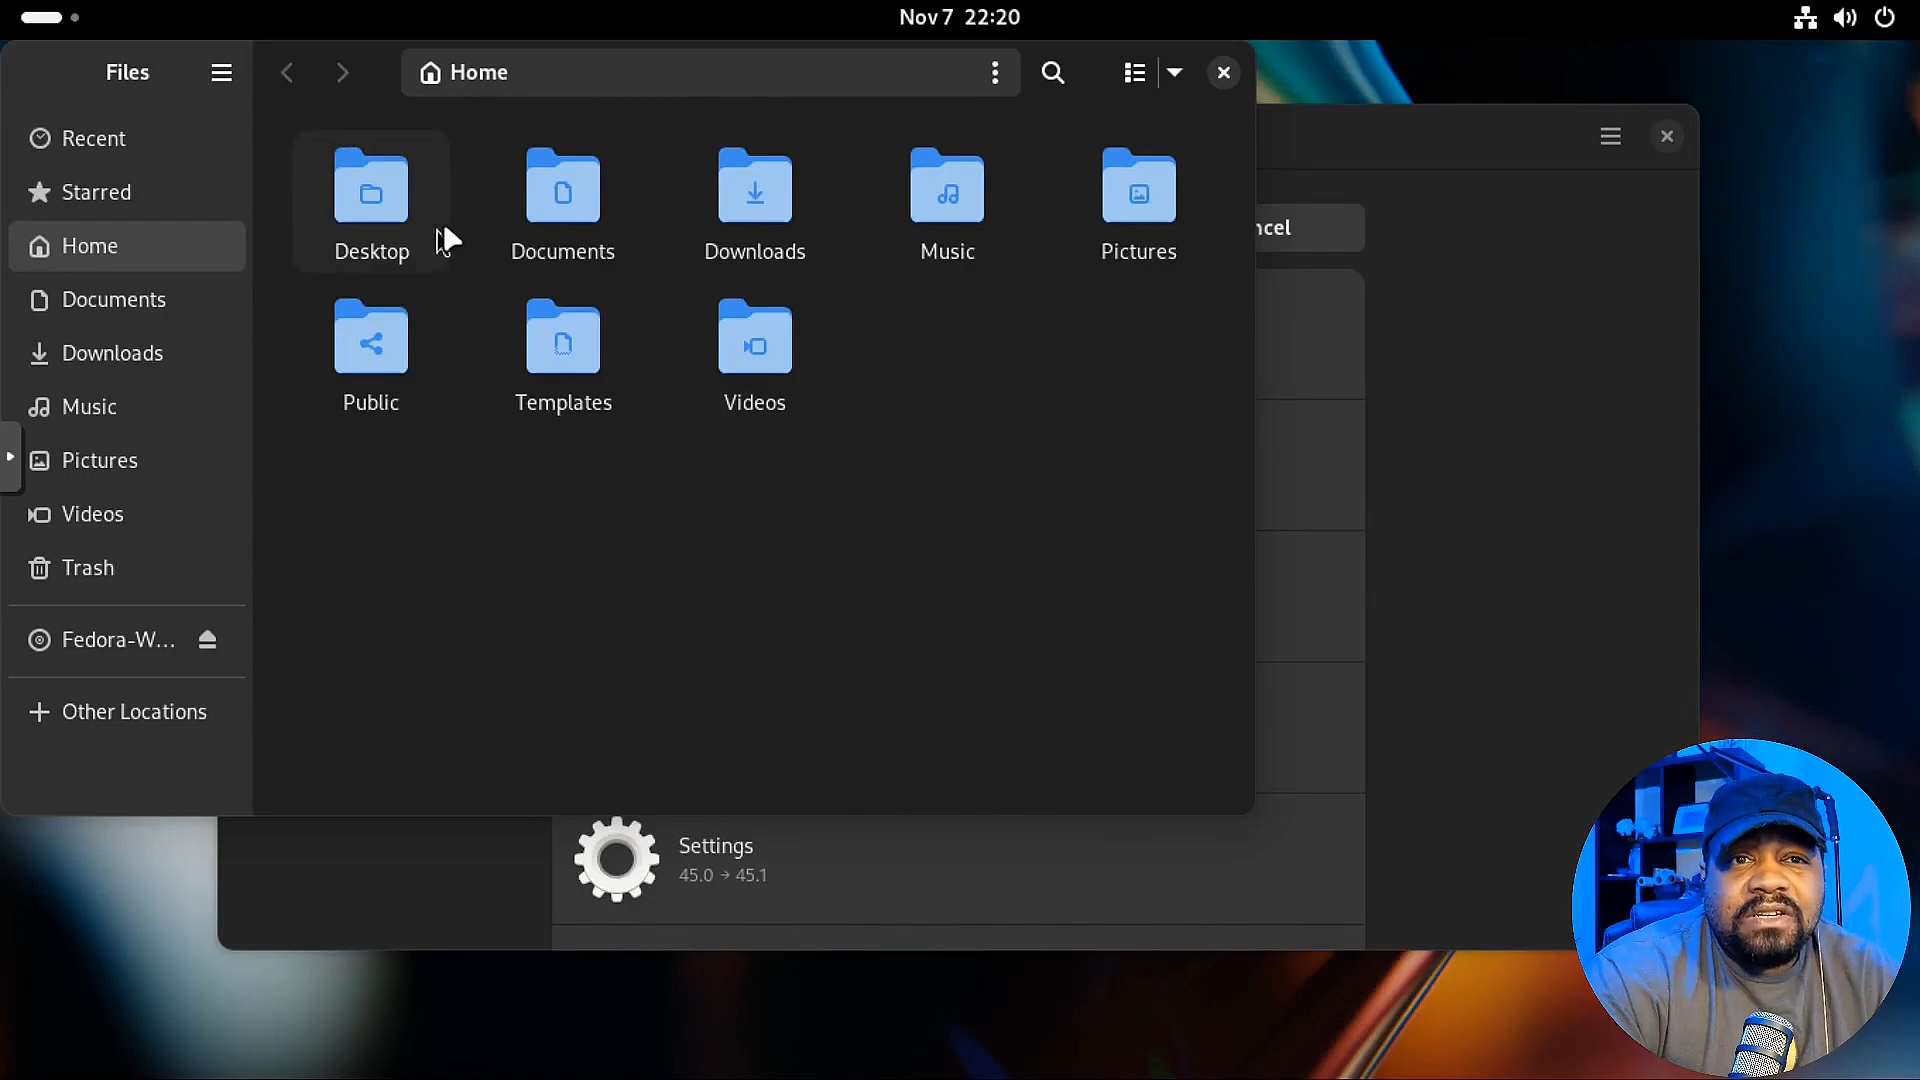 Nov 7 22:20
Files
Home
Recent
Starred
Home
Documents
Downloads
Music
Pictures
Videos
Trash
Fedora-W...
Other Locations
Desktop
Documents
Downloads
Music
Pictures
Public
Templates
Videos
ncel
Settings
45.0 → 45.1